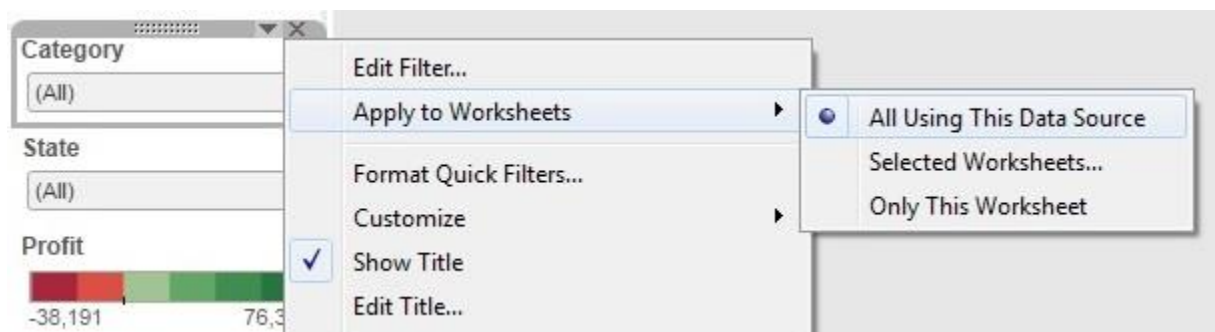 Category
(All)
State
(All)
Profit
-38,191
Edit Filter...
Apply to Worksheets
Format Quick Filters...
Customize
Show Title
Edit Title...
All Using This Data Source
Selected Worksheets...
Only This Worksheet